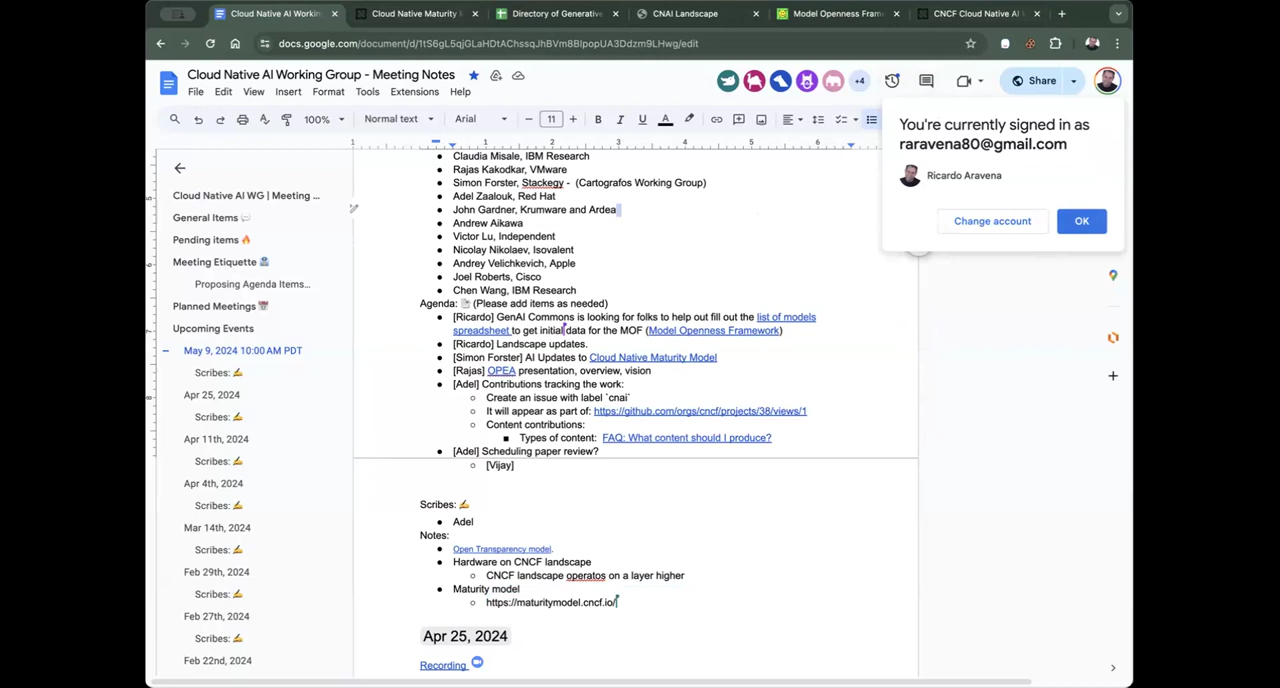 Cloud Native AI Working
Cloud Native Maturity M
Directory of Generative
CNAI Landscape
Model Openness Frame
CNCF Cloud Native AI W
docs.google.com/document/d/1tS6gL5qjGLaHDtAChssqJhBVm8BlpopUA3Ddzm9LHwg/edit
Cloud Native AI Working Group - Meeting Notes
File Edit View Insert Format Tools Extensions Help
+4
Share
100%
Normal text
Arial
11
B I U A
1 1 2 3 4 5 6
You're currently signed in as
raravena80@gmail.com
Ricardo Aravena
Change account
OK
Cloud Native AI WG | Meeting ...
General Items 💬
Pending items 🔥
Meeting Etiquette
Proposing Agenda Items...
Planned Meetings 📅
Upcoming Events
May 9, 2024 10:00 AM PDT
Scribes: ✍️
Apr 25, 2024
Scribes: ✍️
Apr 11th, 2024
Scribes: ✍️
Apr 4th, 2024
Scribes: ✍️
Mar 14th, 2024
Scribes: ✍️
Feb 29th, 2024
Scribes: ✍️
Feb 27th, 2024
Scribes: ✍️
Feb 22nd, 2024
Claudia Misale, IBM Research
Rajas Kakodkar, VMware
Simon Forster, Stackegy - (Cartografos Working Group)
Adel Zaalouk, Red Hat
John Gardner, Krumware and Ardea
Andrew Aikawa
Victor Lu, Independent
Nicolay Nikolaev, Isovalent
Andrey Velichkevich, Apple
Joel Roberts, Cisco
Chen Wang, IBM Research
Agenda: 📝 (Please add items as needed)
[Ricardo] GenAI Commons is looking for folks to help out fill out the list of models
spreadsheet to get initial data for the MOF (Model Openness Framework)
[Ricardo] Landscape updates.
[Simon Forster] AI Updates to Cloud Native Maturity Model
[Rajas] OPEA presentation, overview, vision
[Adel] Contributions tracking the work:
Create an issue with label `cnai`
It will appear as part of: https://github.com/orgs/cncf/projects/38/views/1
Content contributions:
Types of content: FAQ: What content should I produce?
[Adel] Scheduling paper review?
[Vijay]
Scribes: ✍️
Adel
Notes:
Open Transparency model.
Hardware on CNCF landscape
CNCF landscape operatos on a layer higher
Maturity model
https://maturitymodel.cncf.io/
Apr 25, 2024
Recording